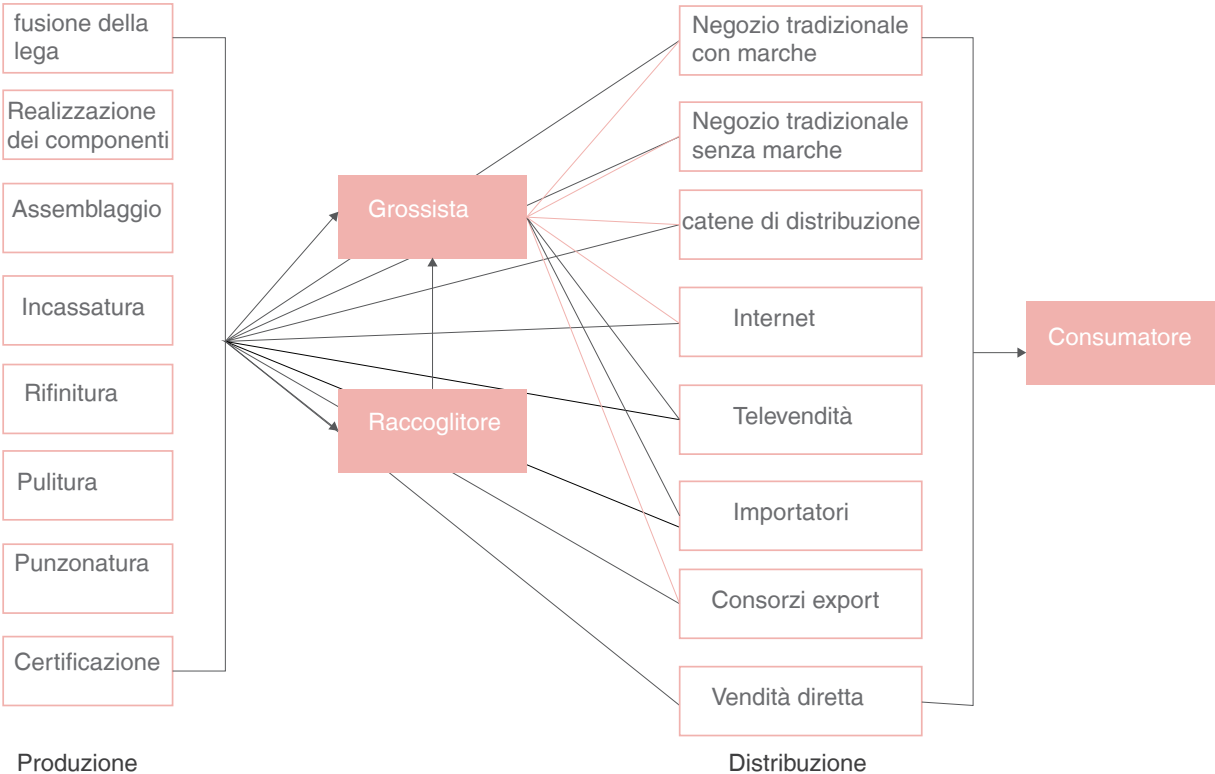 fusione della
lega
Realizzazione
dei componenti
Assemblaggio
Incassatura
Rifinitura
Pulitura
Punzonatura
Certificazione
Produzione
Grossista
Raccoglitore
Negozio tradizionale
con marche
Negozio tradizionale
senza marche
catene di distribuzione
Internet
Televendità
Importatori
Consorzi export
Vendità diretta
Distribuzione
Consumatore